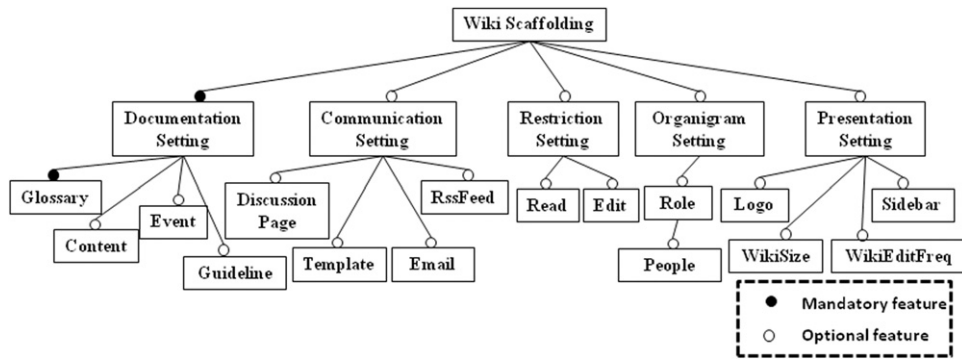 Wiki Scaffolding
Documentation
Setting
Communication
Setting
Restriction
Setting
Organigram
Setting
Presentation
Setting
Glossary
Content
Event
Guideline
Discussion
Page
Template
Email
RssFeed
Read
Edit
Role
People
Logo
WikiSize
WikiEditFreq
Sidebar
Mandatory feature
Optional feature